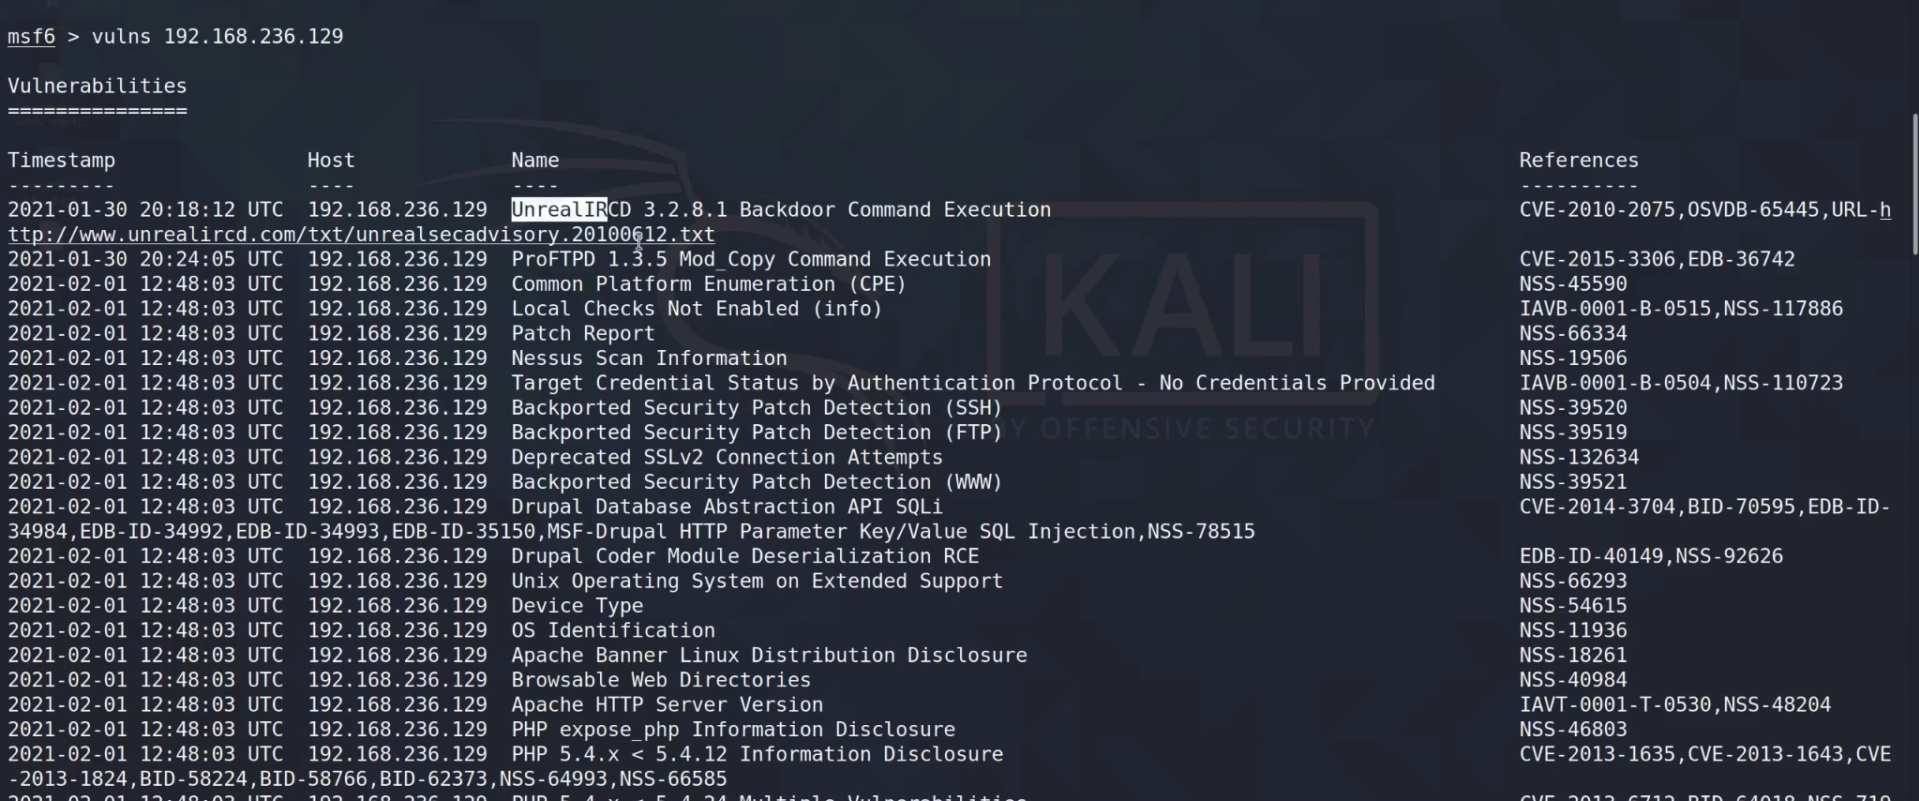 msf6 > vulns 192.168.236.129
Vulnerabilities
===============
Timestamp Host Name References
--------- ---- ---- ----------
2021-01-30 20:18:12 UTC 192.168.236.129 UnrealIRCD 3.2.8.1 Backdoor Command Execution CVE-2010-2075,OSVDB-65445,URL-h
ttp://www.unrealircd.com/txt/unrealsecadvisory.20100612.txt
2021-01-30 20:24:05 UTC 192.168.236.129 ProFTPD 1.3.5 Mod_Copy Command Execution CVE-2015-3306,EDB-36742
2021-02-01 12:48:03 UTC 192.168.236.129 Common Platform Enumeration (CPE) NSS-45590
2021-02-01 12:48:03 UTC 192.168.236.129 Local Checks Not Enabled (info) IAVB-0001-B-0515,NSS-117886
2021-02-01 12:48:03 UTC 192.168.236.129 Patch Report NSS-66334
2021-02-01 12:48:03 UTC 192.168.236.129 Nessus Scan Information NSS-19506
2021-02-01 12:48:03 UTC 192.168.236.129 Target Credential Status by Authentication Protocol - No Credentials Provided IAVB-0001-B-0504,NSS-110723
2021-02-01 12:48:03 UTC 192.168.236.129 Backported Security Patch Detection (SSH) NSS-39520
2021-02-01 12:48:03 UTC 192.168.236.129 Backported Security Patch Detection (FTP) NSS-39519
2021-02-01 12:48:03 UTC 192.168.236.129 Deprecated SSLv2 Connection Attempts NSS-132634
2021-02-01 12:48:03 UTC 192.168.236.129 Backported Security Patch Detection (WWW) NSS-39521
2021-02-01 12:48:03 UTC 192.168.236.129 Drupal Database Abstraction API SQLi CVE-2014-3704,BID-70595,EDB-ID-
34984,EDB-ID-34992,EDB-ID-34993,EDB-ID-35150,MSF-Drupal HTTP Parameter Key/Value SQL Injection,NSS-78515
2021-02-01 12:48:03 UTC 192.168.236.129 Drupal Coder Module Deserialization RCE EDB-ID-40149,NSS-92626
2021-02-01 12:48:03 UTC 192.168.236.129 Unix Operating System on Extended Support NSS-66293
2021-02-01 12:48:03 UTC 192.168.236.129 Device Type NSS-54615
2021-02-01 12:48:03 UTC 192.168.236.129 OS Identification NSS-11936
2021-02-01 12:48:03 UTC 192.168.236.129 Apache Banner Linux Distribution Disclosure NSS-18261
2021-02-01 12:48:03 UTC 192.168.236.129 Browsable Web Directories NSS-40984
2021-02-01 12:48:03 UTC 192.168.236.129 Apache HTTP Server Version IAVT-0001-T-0530,NSS-48204
2021-02-01 12:48:03 UTC 192.168.236.129 PHP expose_php Information Disclosure NSS-46803
2021-02-01 12:48:03 UTC 192.168.236.129 PHP 5.4.x < 5.4.12 Information Disclosure CVE-2013-1635,CVE-2013-1643,CVE
-2013-1824,BID-58224,BID-58766,BID-62373,NSS-64993,NSS-66585
KALI
BY OFFENSIVE SECURITY